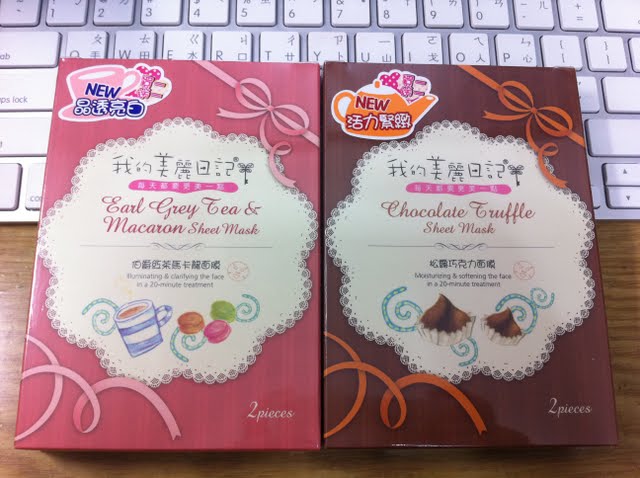 NEW
晶透亮白
我的美麗日記
每天都要更美一點
Earl Grey Tea &
Macaron Sheet Mask
伯爵伍茶馬卡龍面膜
Illuminating & clarifying the face
in a 20-minute treatment
2pieces
NEW
活力緊緻
我的美麗日記
每天都要更美一點
Chocolate Truffle
Sheet Mask
松露巧克力面膜
Moisturizing & softening the face
in a 20-minute treatment
2pieces
caps lock